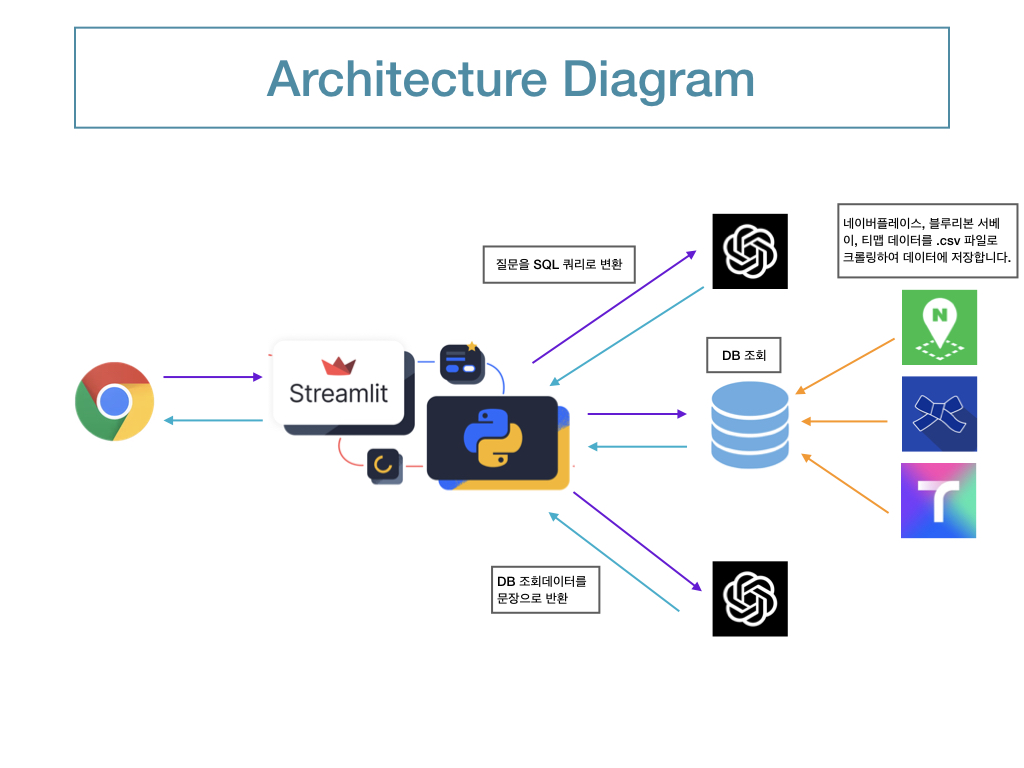 Architecture Diagram
네이버플레이스, 블루리본 서베
이, 티맵 데이터를 .csv 파일로
크롤링하여 데이터에 저장합니다.
질문을 SQL 쿼리로 변환
N
DB 조회
Streamlit
T
DB 조회데이터를
문장으로 반환